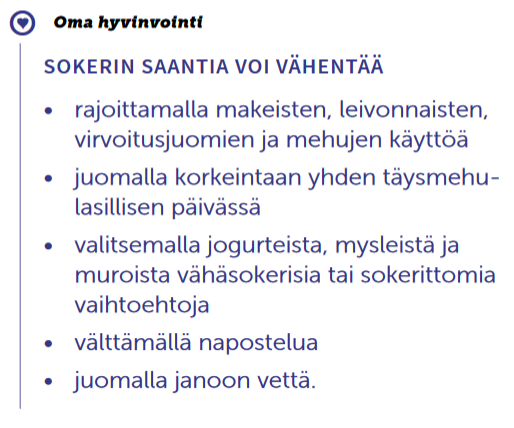 Oma hyvinvointi
SOKERIN SAANTIA VOI VÄHENTÄÄ
• rajoittamalla makeisten, leivonnaisten,
virvoitusjuomien ja mehujen käyttöä
• juomalla korkeintaan yhden täysmehu-
lasillisen päivässä
• valitsemalla jogurteista, mysleistä ja
muroista vähäsokerisia tai sokerittomia
vaihtoehtoja
• välttämällä napostelua
• juomalla janoon vettä.